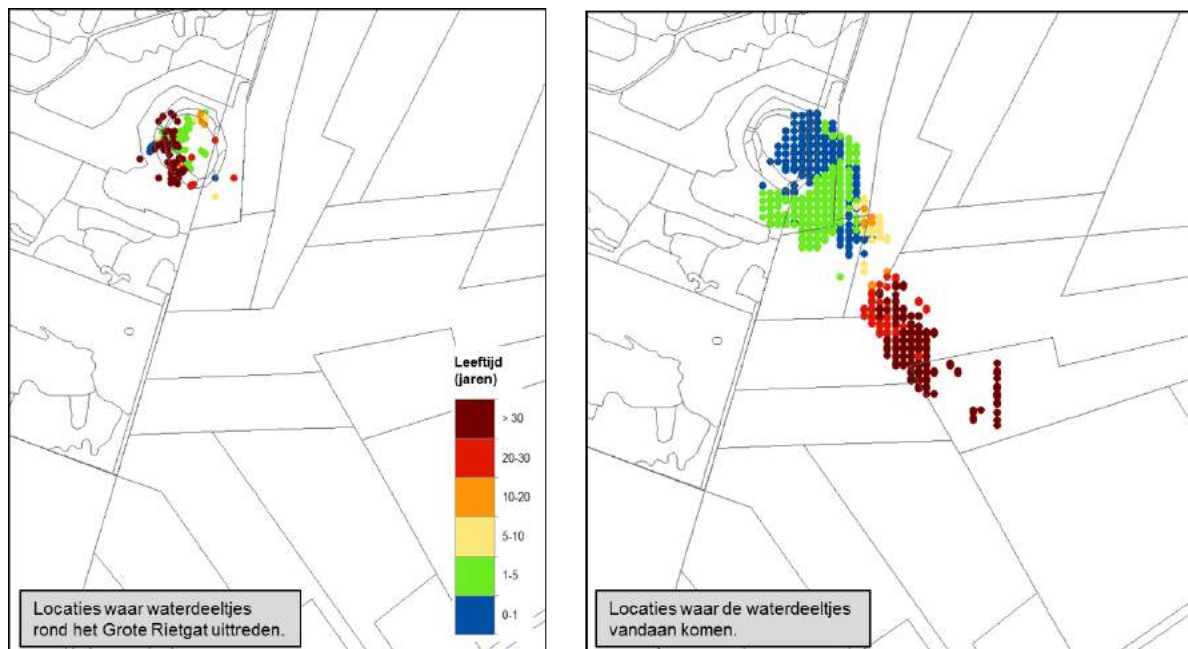 Leeftijd
(jaren)
> 30
20-30
10-20
5-10
1-5
0-1
Locaties waar waterdeeltjes
rond het Grote Rietgat uittreden.
Locaties waar de waterdeeltjes
vandaan komen.